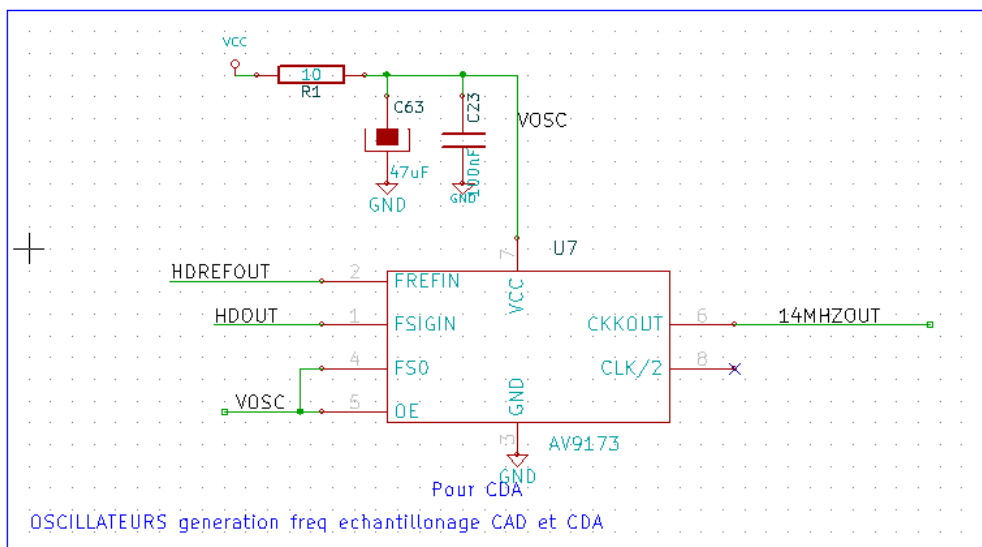 VCC
10
R1
C63
47uF
GND
C23
100nF
GND
VOSC
U7
7
VCC
HDREFOUT
2
FREFIN
HDOUT
1
FSIGIN
CKKOUT
6
14MHZOUT
4
FS0
CLK/2
8
VOSC
5
OE
GND
3
AV9173
GND
Pour CDA
OSCILLATEURS generation freq echantillonage CAD et CDA